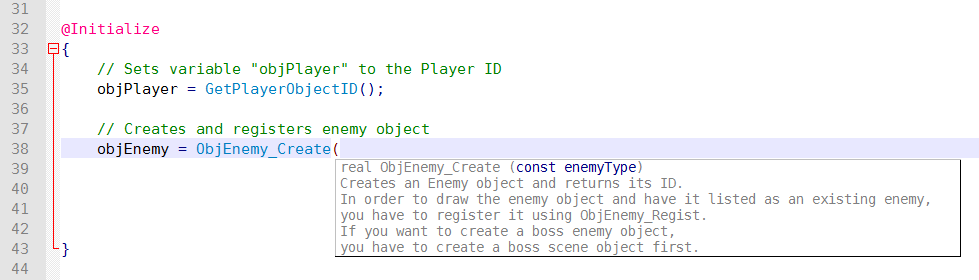 31
32 @Initialize
33 {
34 // Sets variable "objPlayer" to the Player ID
35 objPlayer = GetPlayerObjectID();
36
37 // Creates and registers enemy object
38 objEnemy = ObjEnemy_Create(
39 real ObjEnemy_Create (const enemyType)
Creates an Enemy object and returns its ID.
40 In order to draw the enemy object and have it listed as an existing enemy,
41 you have to register it using ObjEnemy_Regist.
42 If you want to create a boss enemy object,
43 } you have to create a boss scene object first.
44